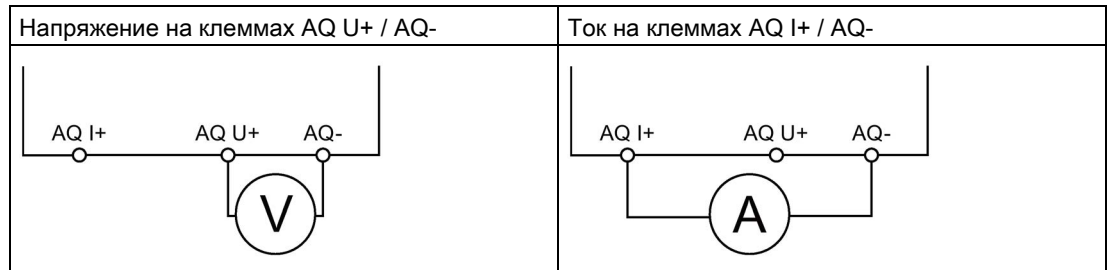 Напряжение на клеммах AQ U+ / AQ-
Ток на клеммах AQ I+ / AQ-
AQ I+ AQ U+ AQ-
V
AQ I+ AQ U+ AQ-
A